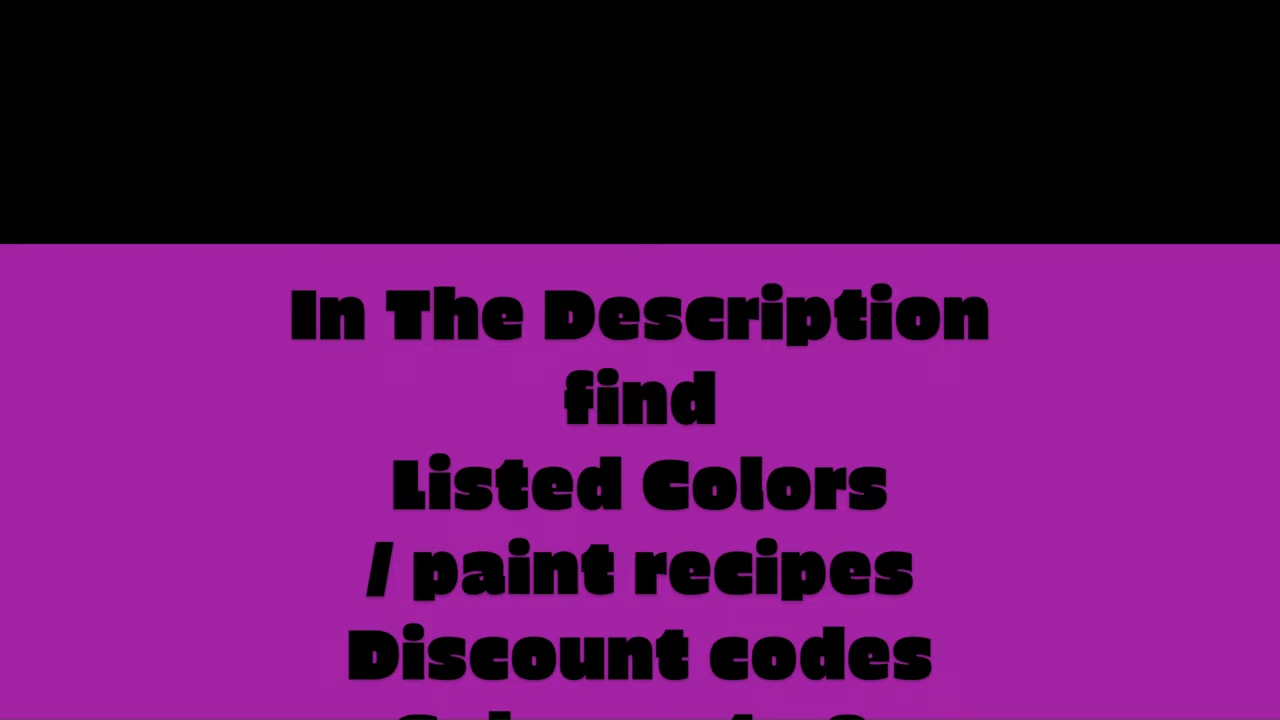 In The Description
find
Listed Colors
/ paint recipes
Discount codes